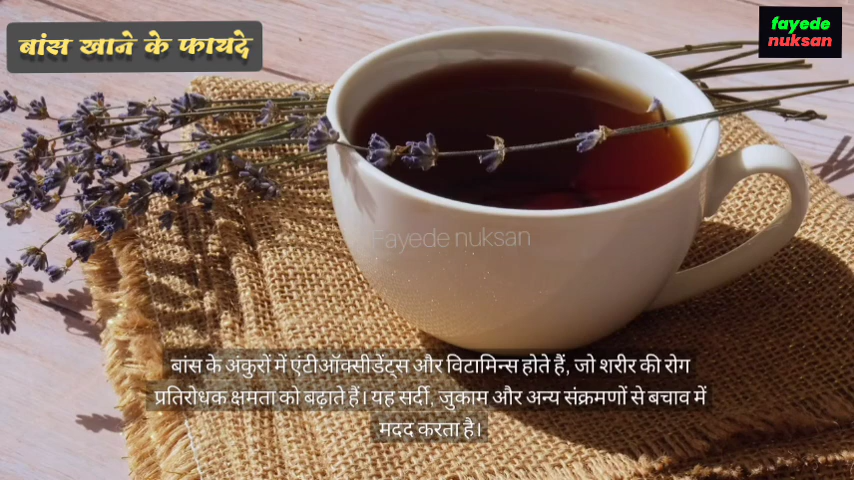 बांस खाने के फायदे
fayede
nuksan
Fayede nuksan
बांस के अंकुरों में एंटीऑक्सीडेंट्स और विटामिन्स होते हैं, जो शरीर की रोग
प्रतिरोधक क्षमता को बढ़ाते हैं। यह सर्दी, जुकाम और अन्य संक्रमणों से बचाव में
मदद करता है।